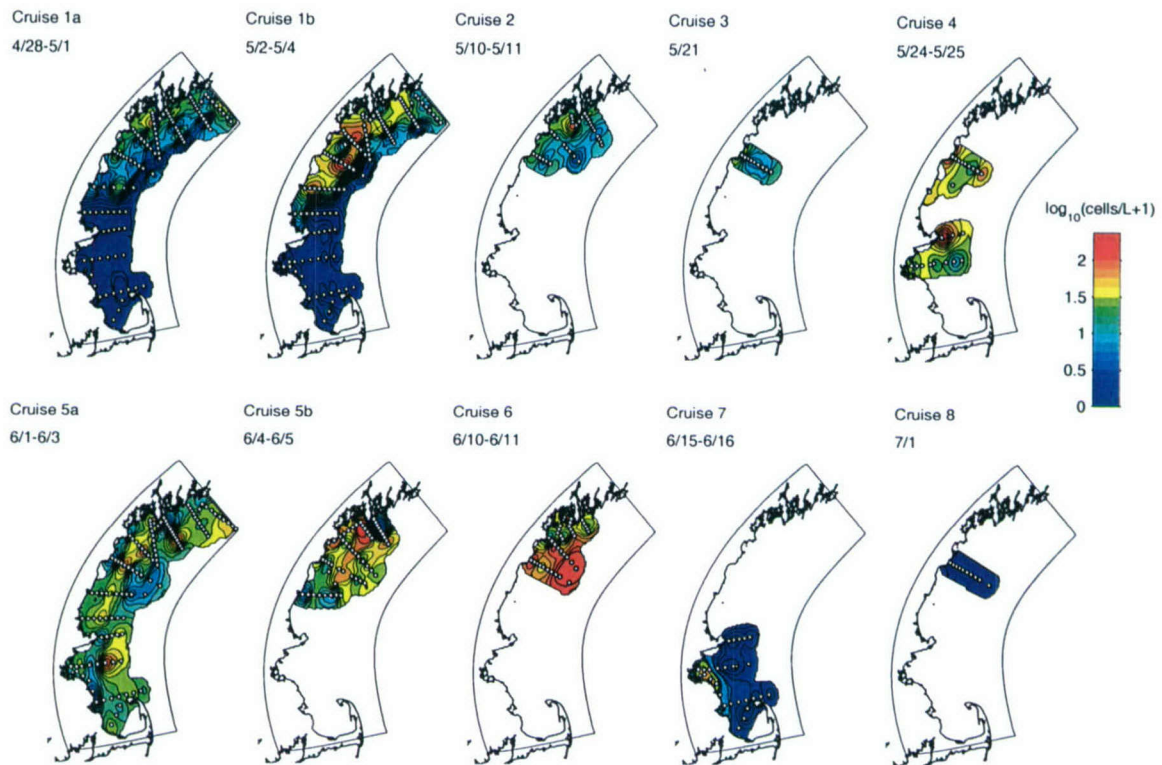 Cruise 1a
4/28-5/1
Cruise 1b
5/2-5/4
Cruise 2
5/10-5/11
Cruise 3
5/21
Cruise 4
5/24-5/25
log10(cells/L+1)
2
1.5
1
0.5
0
Cruise 5a
6/1-6/3
Cruise 5b
6/4-6/5
Cruise 6
6/10-6/11
Cruise 7
6/15-6/16
Cruise 8
7/1